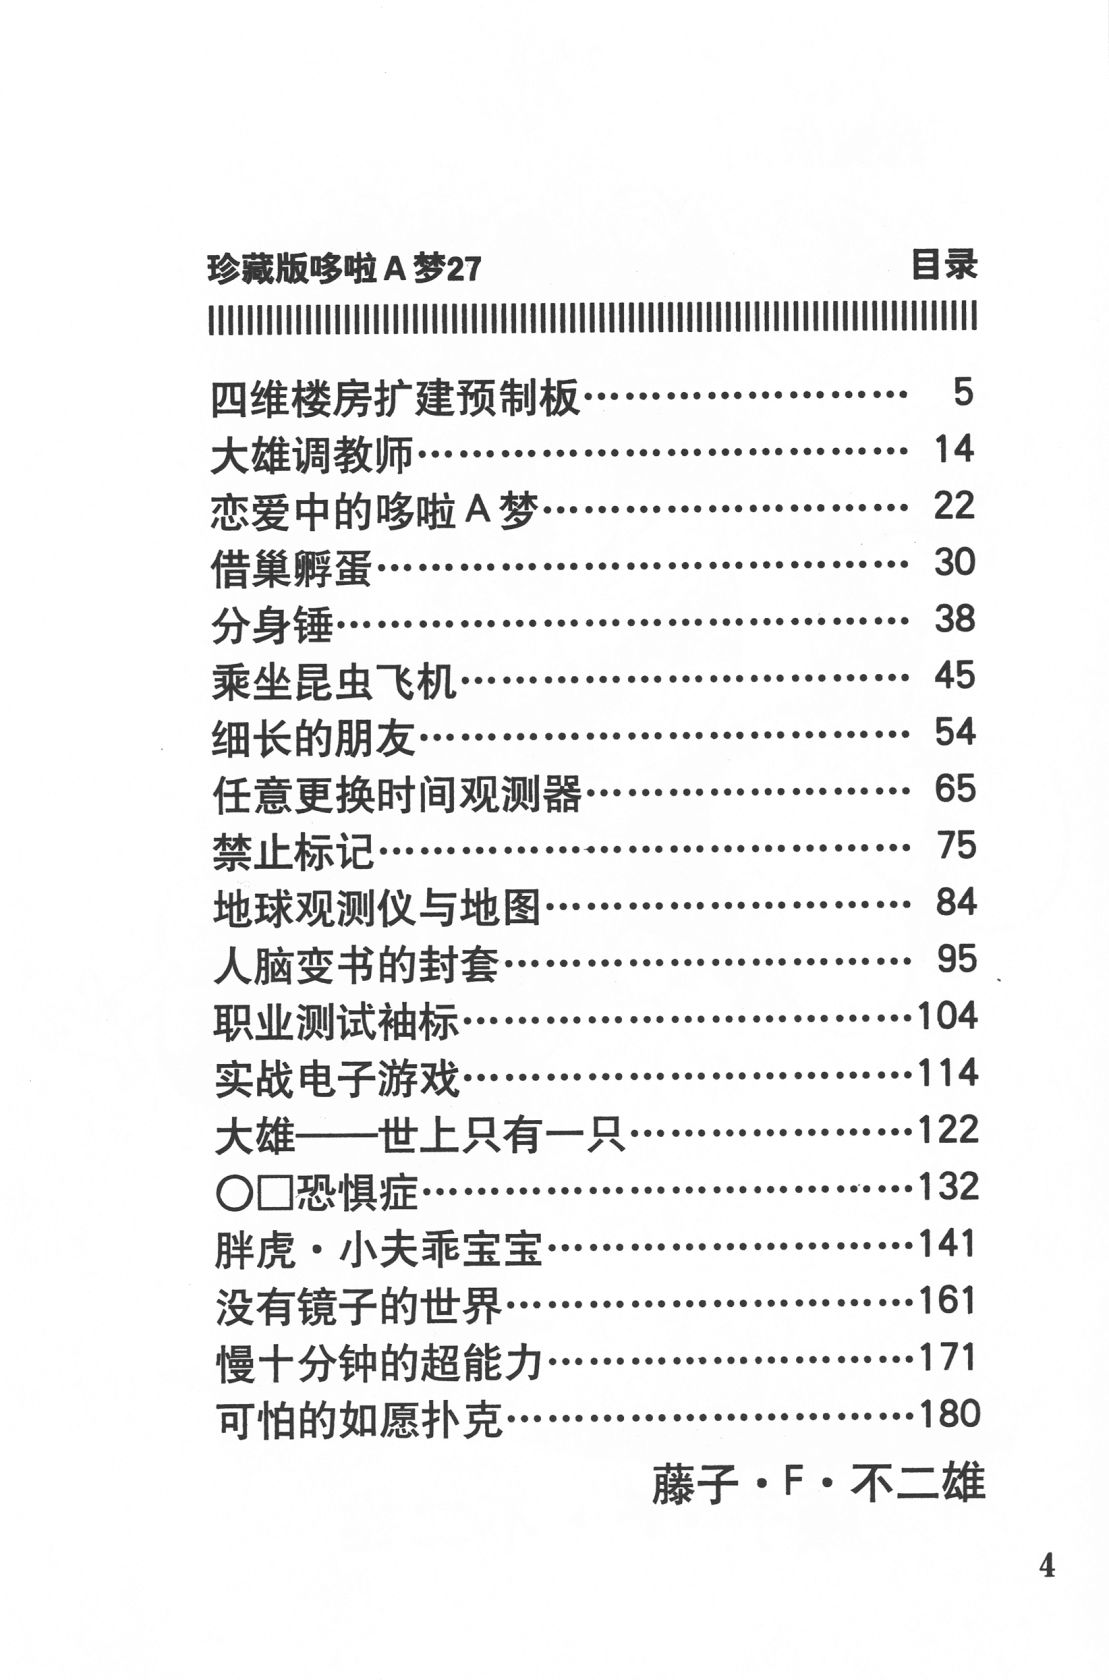 珍藏版哆啦A梦27 目录
四维楼房扩建预制板…………………… 5
大雄调教师……………………………… 14
恋爱中的哆啦A梦……………………… 22
借巢孵蛋………………………………… 30
分身锤…………………………………… 38
乘坐昆虫飞机…………………………… 45
细长的朋友……………………………… 54
任意更换时间观测器…………………… 65
禁止标记………………………………… 75
地球观测仪与地图……………………… 84
人脑变书的封套………………………… 95
职业测试袖标……………………………104
实战电子游戏……………………………114
大雄——世上只有一只…………………122
○□恐惧症………………………………132
胖虎·小夫乖宝宝………………………141
没有镜子的世界…………………………161
慢十分钟的超能力………………………171
可怕的如愿扑克…………………………180
藤子·F·不二雄
4